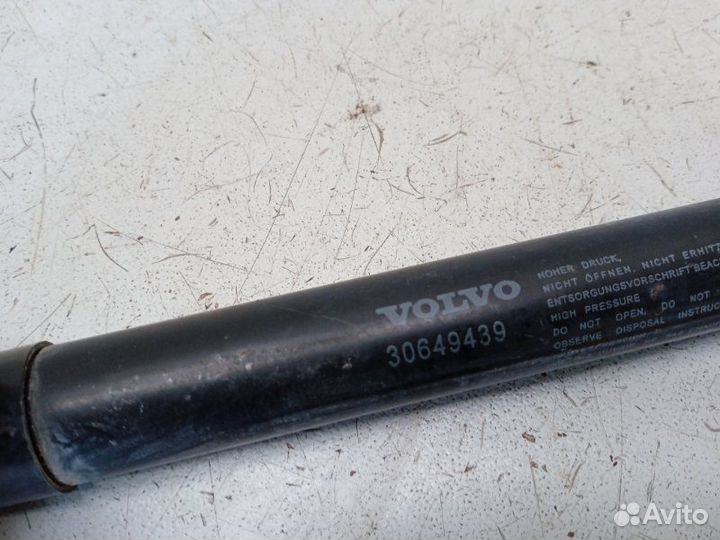 VOLVO
30649439
HOHER DRUCK,
NICHT ÖFFNEN, NICHT ERHITZ
ENTSORGUNGSVORSCHRIFT BEAC
HIGH PRESSURE
DO NOT OPEN, DO NOT
OBSERVE DISPOSAL INSTRUC
Avito